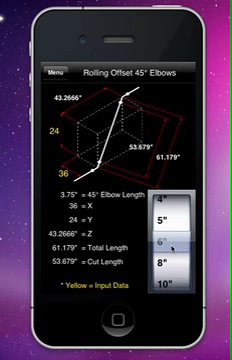 Menu
Rolling Offset 45° Elbows
43.2666"
24
53.679"
61.179"
36
3.75" = 45° Elbow Length
36 = X
24 = Y
43.2666" = Z
61.179" = Total Length
53.679" = Cut Length
* Yellow = Input Data
4"
5"
6"
8"
10"